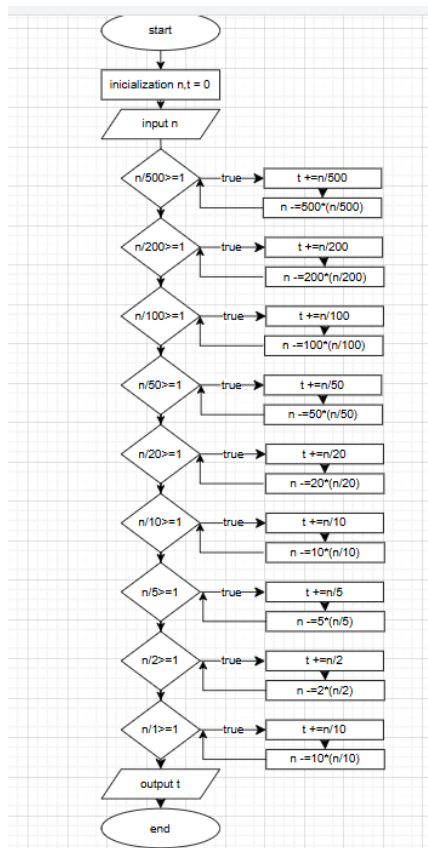 start
inicialization n,t = 0
input n
n/500>=1
true
t +=n/500
n -=500*(n/500)
n/200>=1
true
t +=n/200
n -=200*(n/200)
n/100>=1
true
t +=n/100
n -=100*(n/100)
n/50>=1
true
t +=n/50
n -=50*(n/50)
n/20>=1
true
t +=n/20
n -=20*(n/20)
n/10>=1
true
t +=n/10
n -=10*(n/10)
n/5>=1
true
t +=n/5
n -=5*(n/5)
n/2>=1
true
t +=n/2
n -=2*(n/2)
n/1>=1
true
t +=n/10
n -=10*(n/10)
output t
end